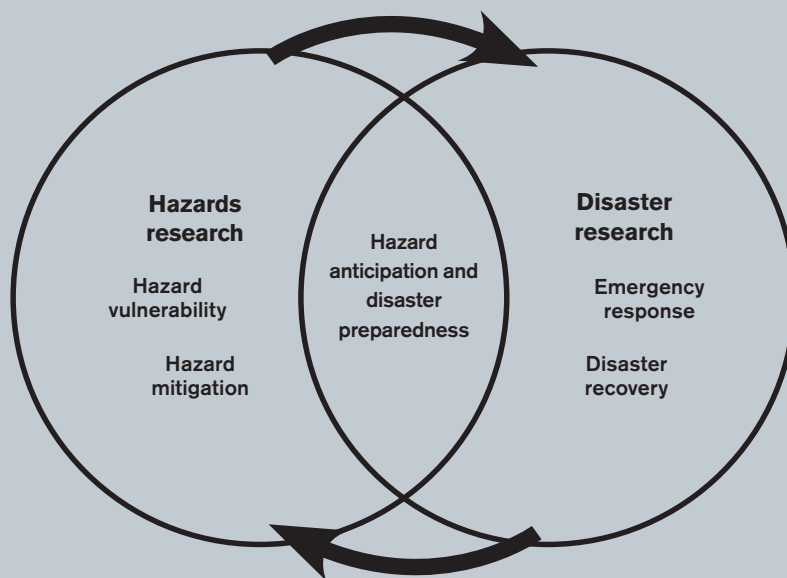 Hazards
research
Hazard
vulnerability
Hazard
mitigation
Hazard
anticipation and
disaster
preparedness
Disaster
research
Emergency
response
Disaster
recovery